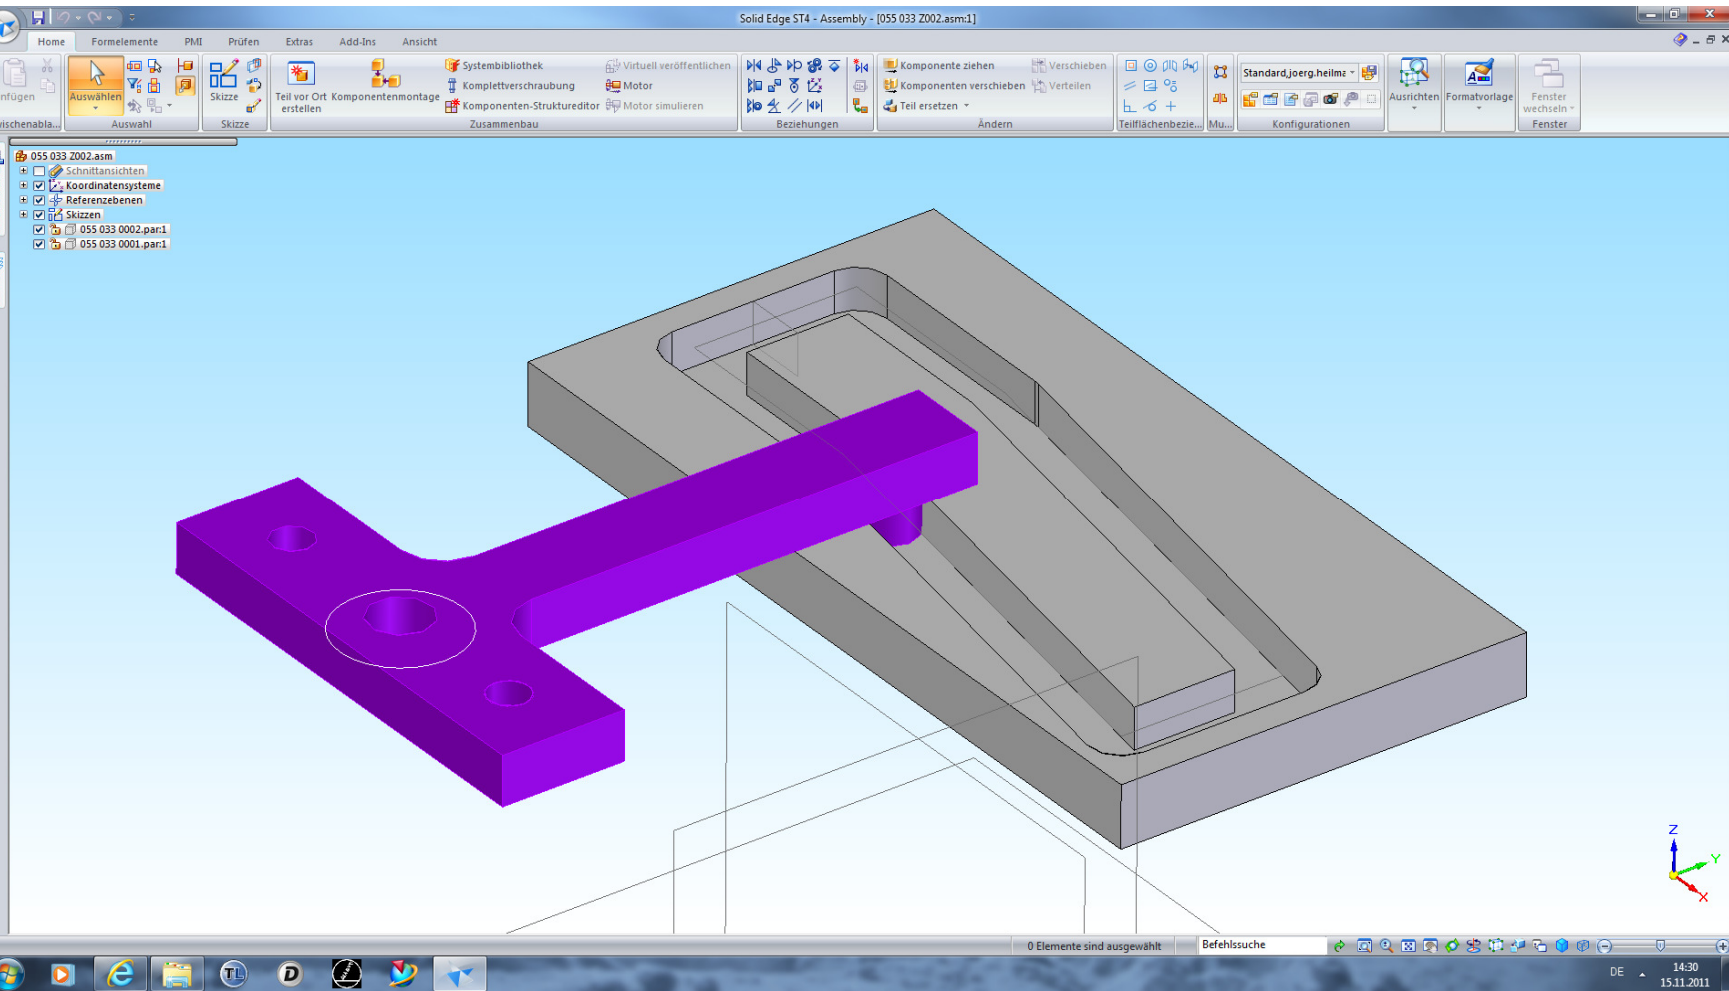 Solid Edge ST4 - Assembly - [055 033 Z002.asm:1]
Home Formelemente PMI Prüfen Extras Add-Ins Ansicht
Systembibliothek Virtuell veröffentlichen Komponente ziehen Verschieben Standard,joerg.heilma
Auswählen Skizze Teil vor Ort erstellen Komponentenmontage Komplettverschraubung Motor Komponenten verschieben Verteilen Ausrichten Formatvorlage Fenster wechseln
Komponenten-Struktureditor Motor simulieren Teil ersetzen
Auswahl Skizze Zusammenbau Beziehungen Ändern Teilflächenbezie... Mu... Konfigurationen Fenster
055 033 Z002.asm
Schnittansichten
Koordinatensysteme
Referenzebenen
Skizzen
055 033 0002.par:1
055 033 0001.par:1
Z
Y
X
0 Elemente sind ausgewählt Befehlssuche
TL D DE 14:30
15.11.2011